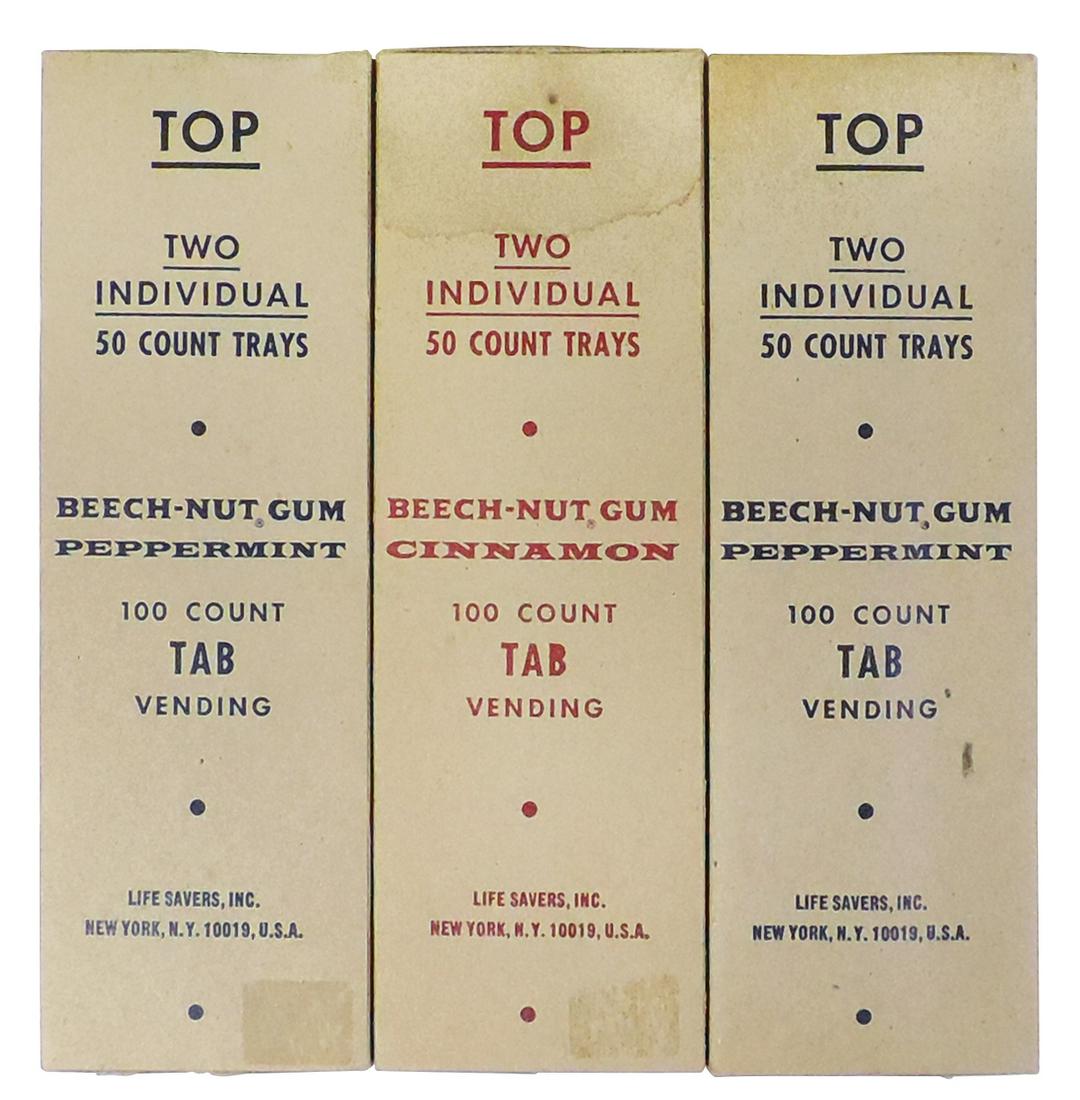 TOP
TWO
INDIVIDUAL
50 COUNT TRAYS
BEECH-NUT® GUM
PEPPERMINT
100 COUNT
TAB
VENDING
LIFE SAVERS, INC.
NEW YORK, N.Y. 10019, U.S.A.
TOP
TWO
INDIVIDUAL
50 COUNT TRAYS
BEECH-NUT® GUM
CINNAMON
100 COUNT
TAB
VENDING
LIFE SAVERS, INC.
NEW YORK, N.Y. 10019, U.S.A.
TOP
TWO
INDIVIDUAL
50 COUNT TRAYS
BEECH-NUT® GUM
PEPPERMINT
100 COUNT
TAB
VENDING
LIFE SAVERS, INC.
NEW YORK, N.Y. 10019, U.S.A.